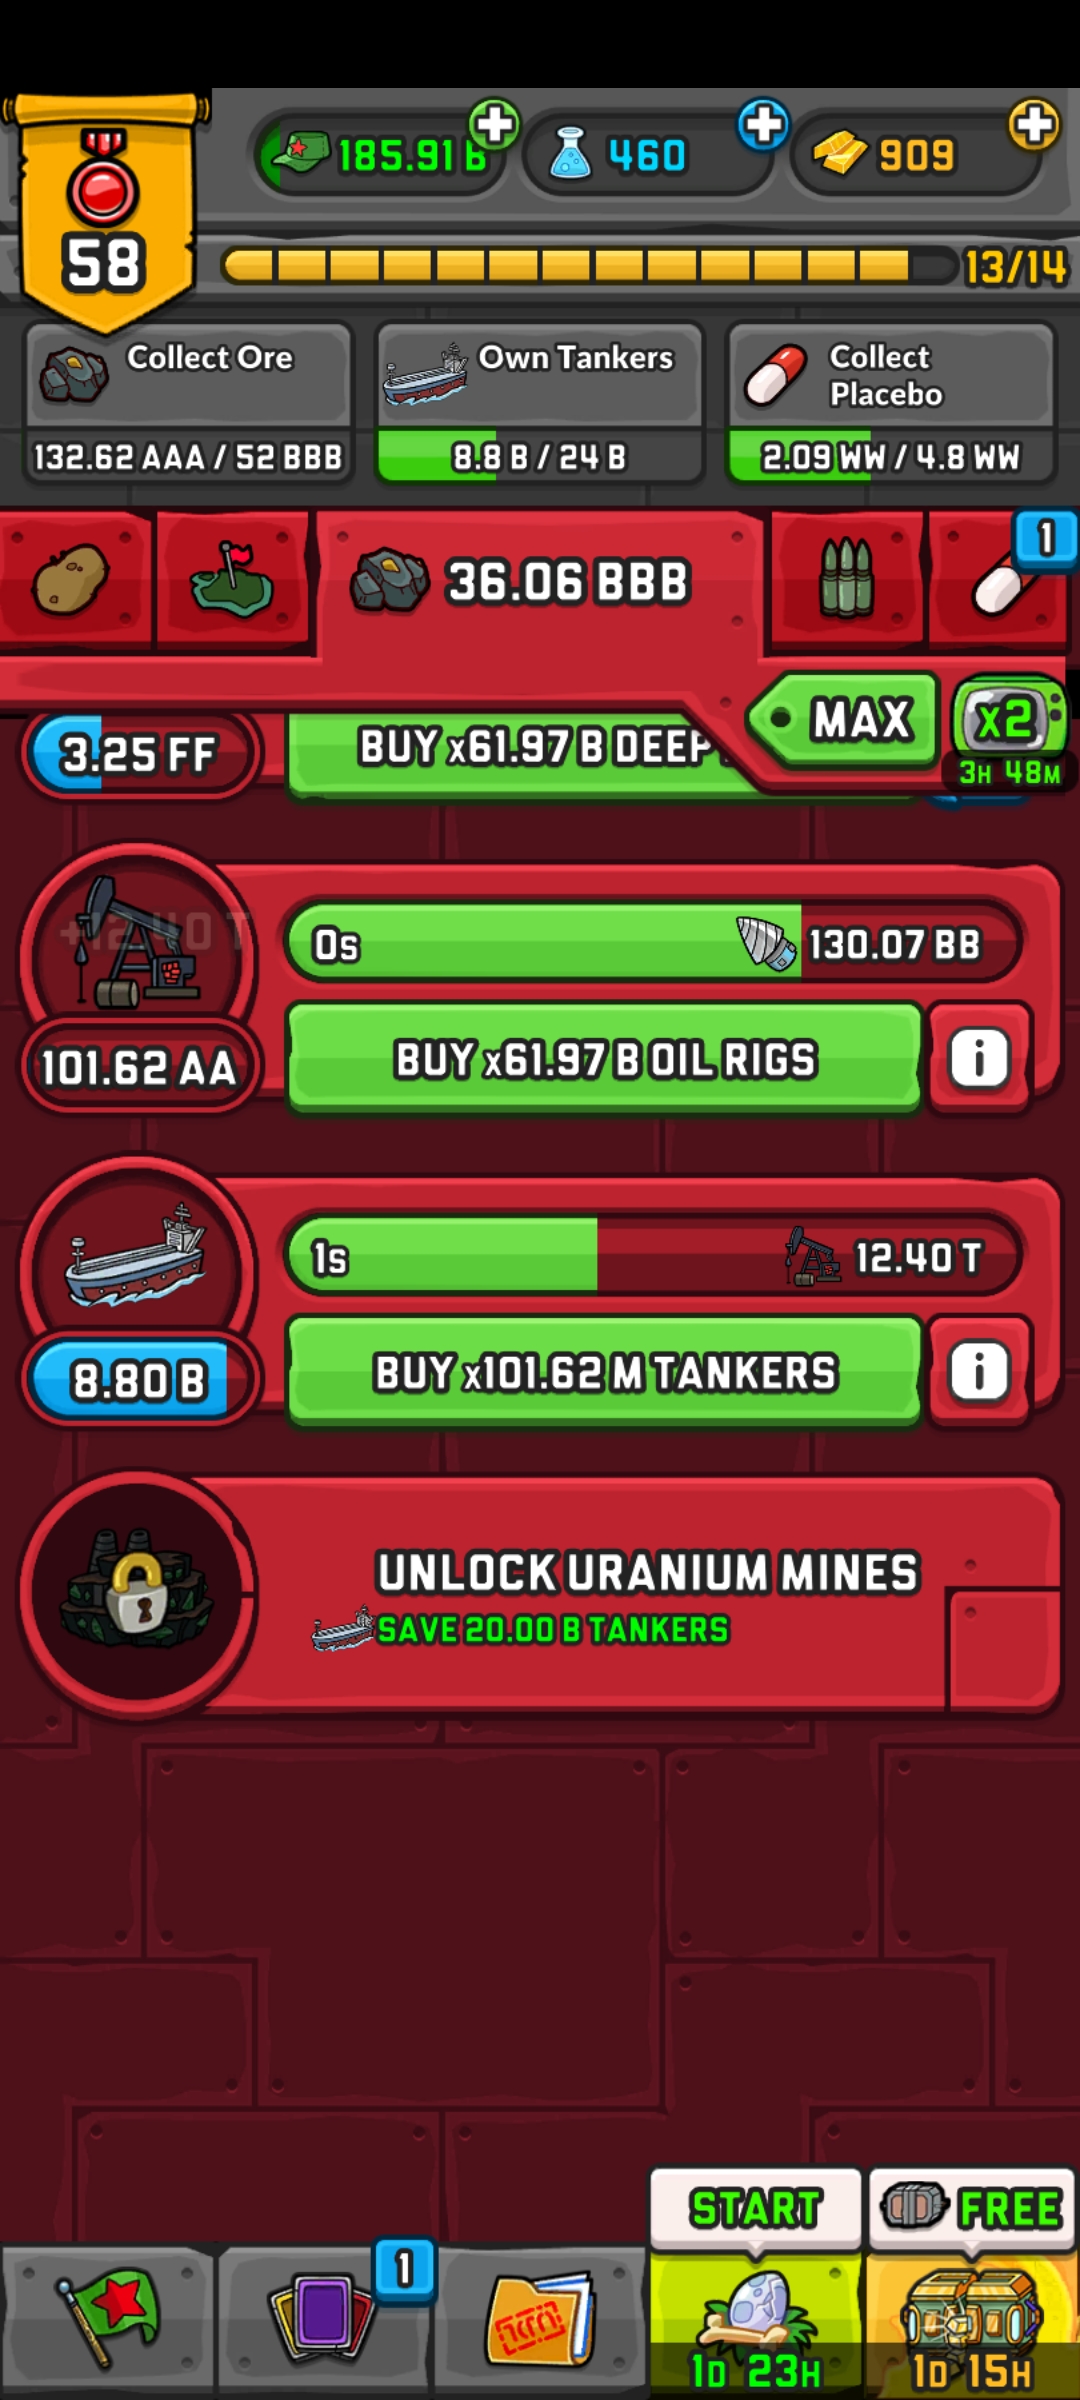 58
185.91 B
460
909
13/14
Collect Ore
132.62 AAA / 52 BBB
Own Tankers
8.8 B / 24 B
Collect
Placebo
2.09 WW / 4.8 WW
36.06 BBB
1
MAX
x2
3H 48M
3.25 FF
BUY x61.97 B DEEP
+12.40 T
0s
130.07 BB
101.62 AA
BUY x61.97 B OIL RIGS
i
1s
12.40 T
8.80 B
BUY x101.62 M TANKERS
i
UNLOCK URANIUM MINES
SAVE 20.00 B TANKERS
START
FREE
1
1D 23H
1D 15H